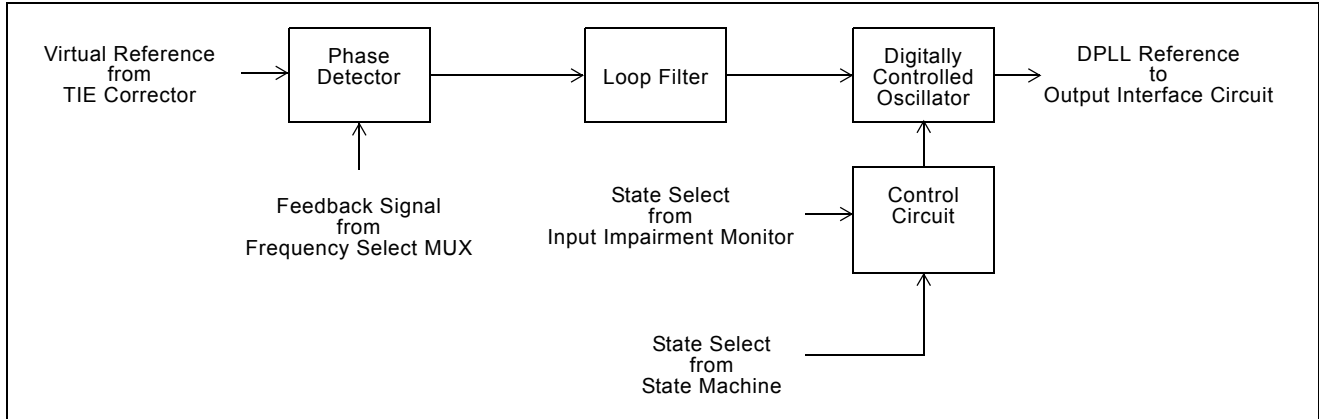 Virtual Reference
from
TIE Corrector
Phase
Detector
Loop Filter
Digitally
Controlled
Oscillator
DPLL Reference
to
Output Interface Circuit
Feedback Signal
from
Frequency Select MUX
State Select
from
Input Impairment Monitor
Control
Circuit
State Select
from
State Machine